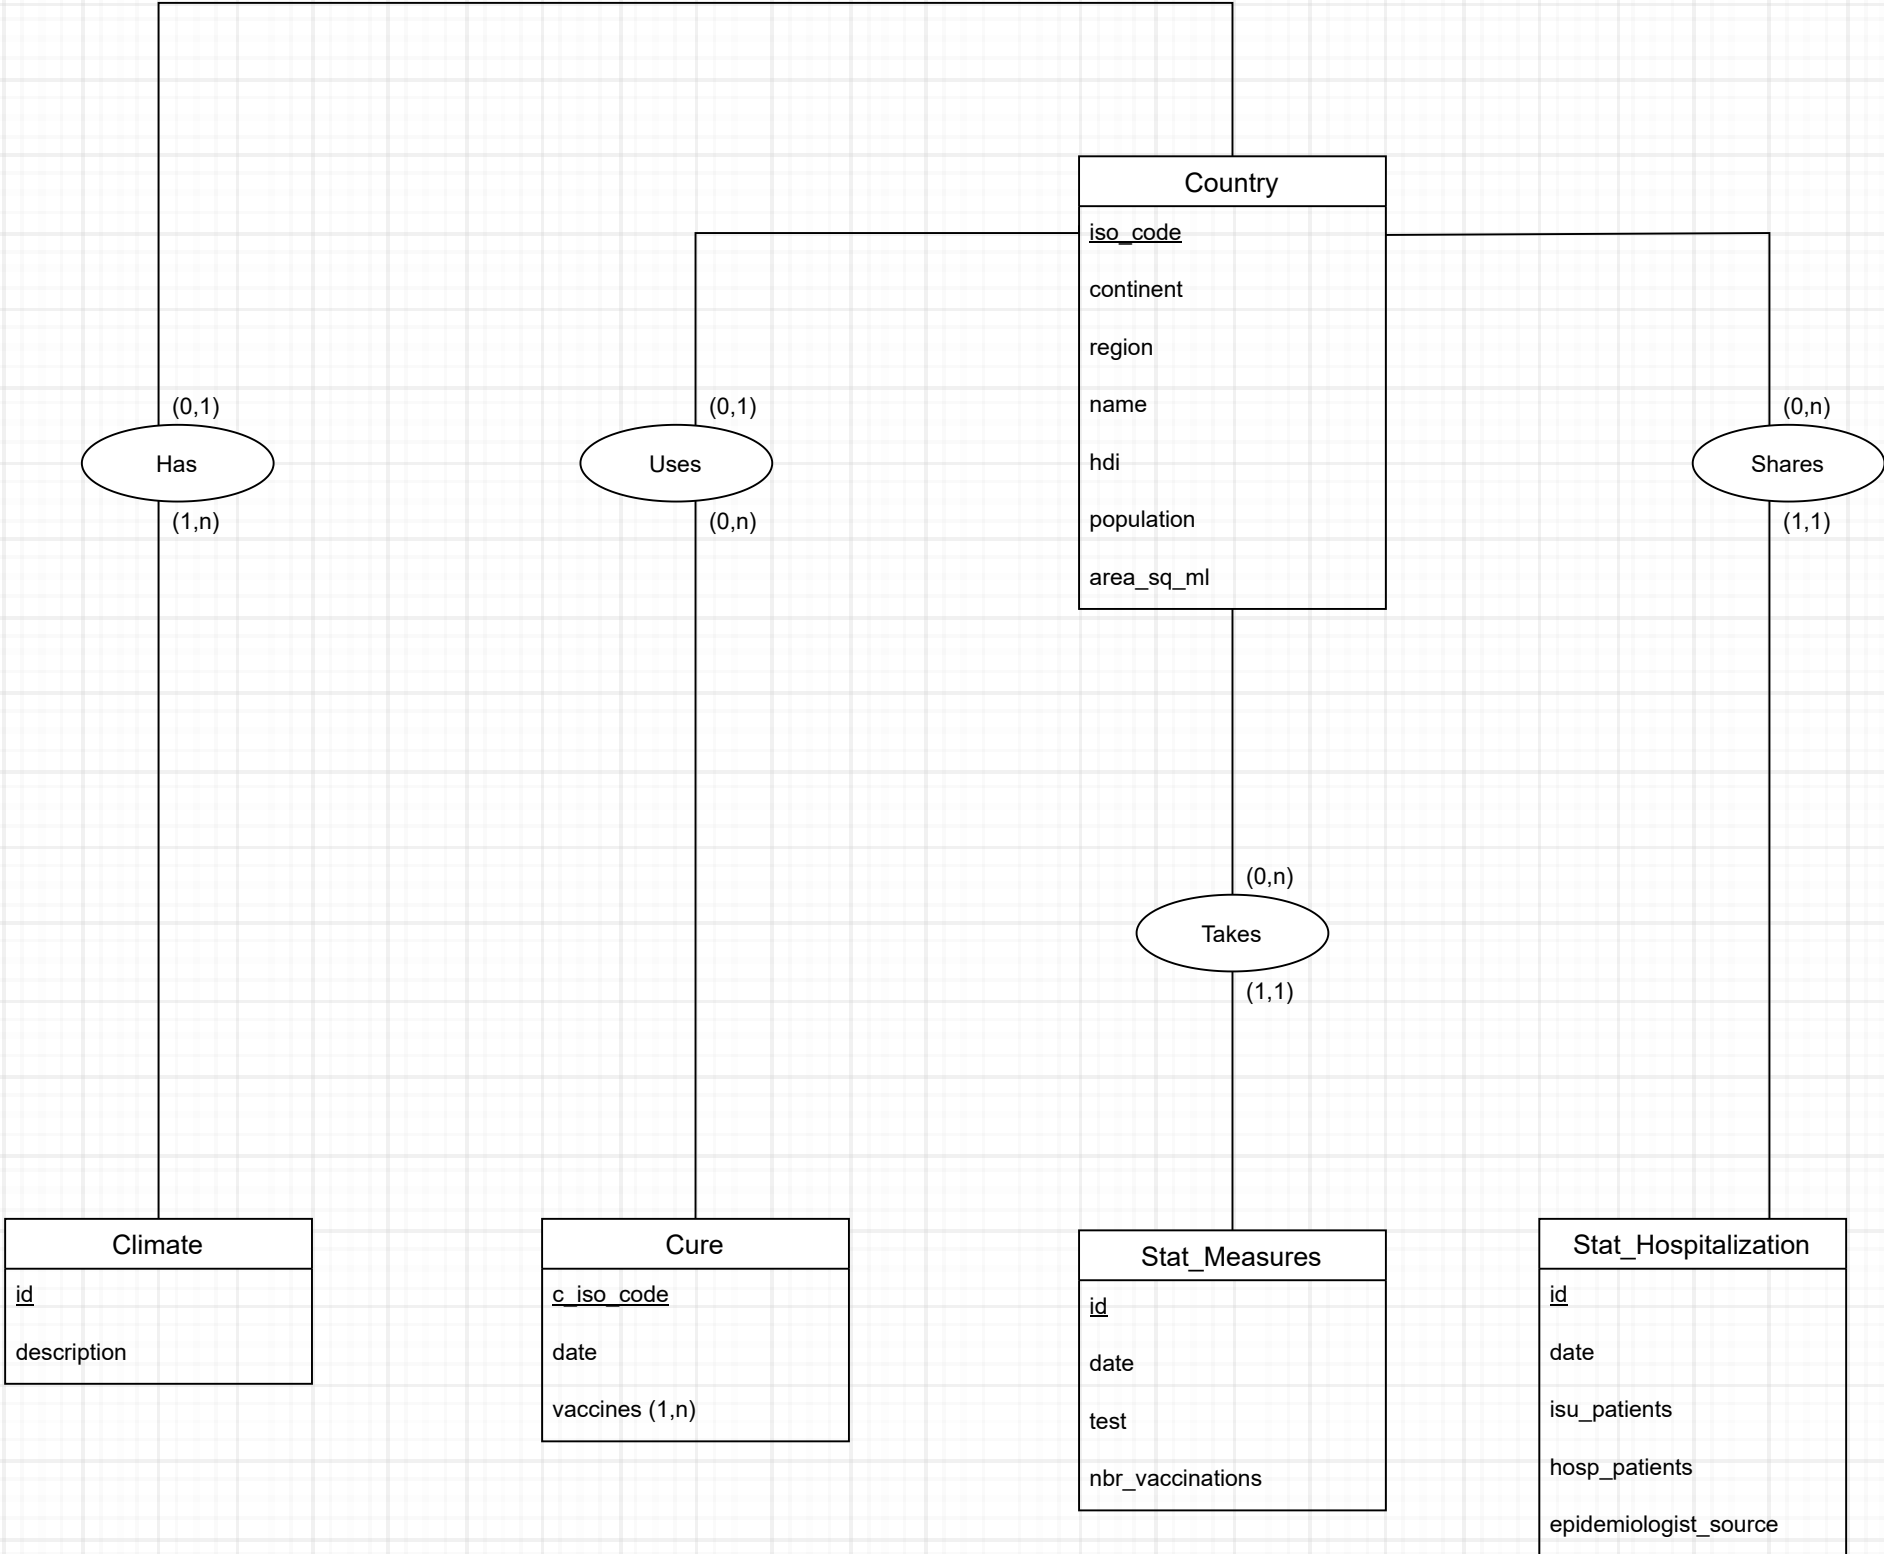 Country
iso_code
continent
region
name
hdi
population
area_sq_ml
(0,1)
Has
(1,n)
(0,1)
Uses
(0,n)
(0,n)
Shares
(1,1)
(0,n)
Takes
(1,1)
Climate
id
description
Cure
c_iso_code
date
vaccines (1,n)
Stat_Measures
id
date
test
nbr_vaccinations
Stat_Hospitalization
id
date
isu_patients
hosp_patients
epidemiologist_source